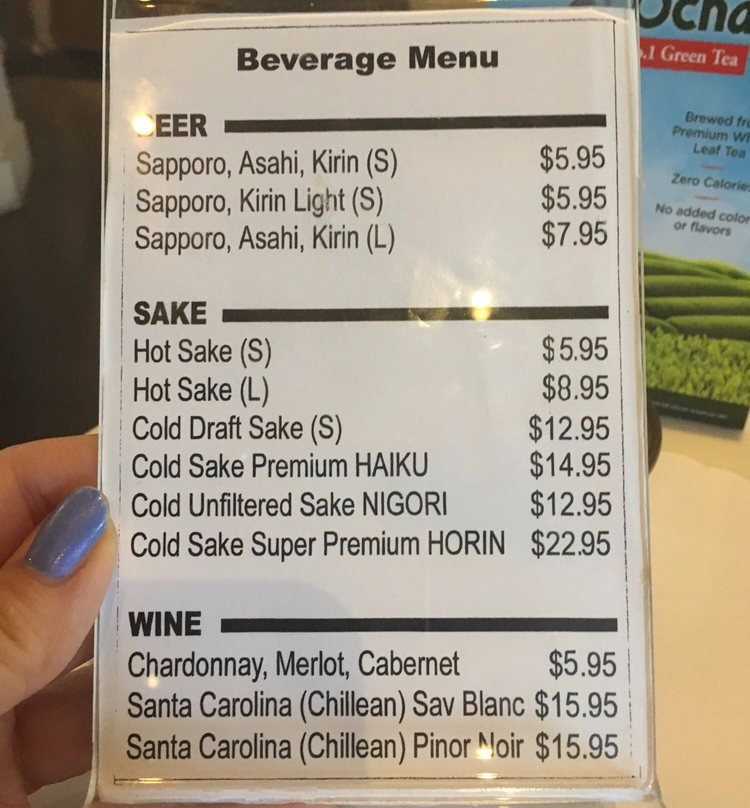 Beverage Menu
BEER
Sapporo, Asahi, Kirin (S) $5.95
Sapporo, Kirin Light (S) $5.95
Sapporo, Asahi, Kirin (L) $7.95
SAKE
Hot Sake (S) $5.95
Hot Sake (L) $8.95
Cold Draft Sake (S) $12.95
Cold Sake Premium HAIKU $14.95
Cold Unfiltered Sake NIGORI $12.95
Cold Sake Super Premium HORIN $22.95
WINE
Chardonnay, Merlot, Cabernet $5.95
Santa Carolina (Chillean) Sav Blanc $15.95
Santa Carolina (Chillean) Pinor Noir $15.95
.1 Green Tea
Brewed
Premium
Leaf Tea
Zero
No added
or flavors